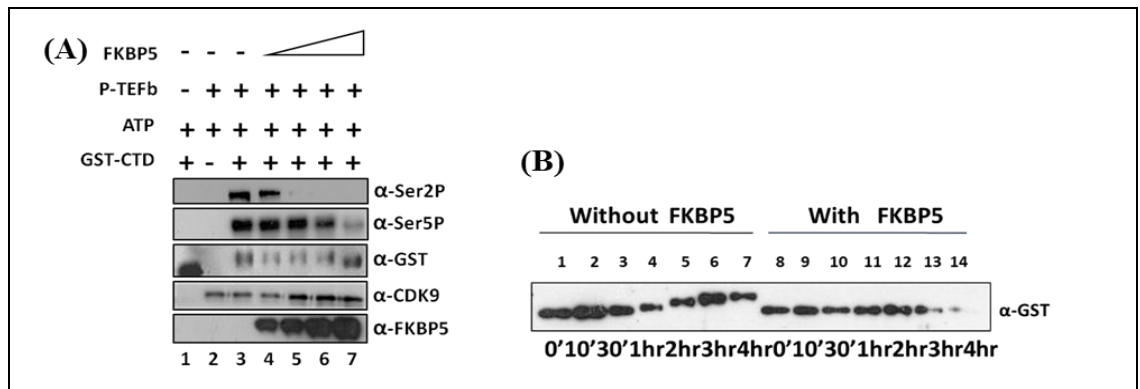 (A)
FKBP5 - - -
P-TEFb - + + + + + +
ATP + + + + + + +
GST-CTD + - + + + + +
α-Ser2P
α-Ser5P
α-GST
α-CDK9
α-FKBP5
1 2 3 4 5 6 7
(B)
Without FKBP5 With FKBP5
1 2 3 4 5 6 7 8 9 10 11 12 13 14
α-GST
0'10'30'1hr2hr3hr4hr0'10'30'1hr2hr3hr4hr